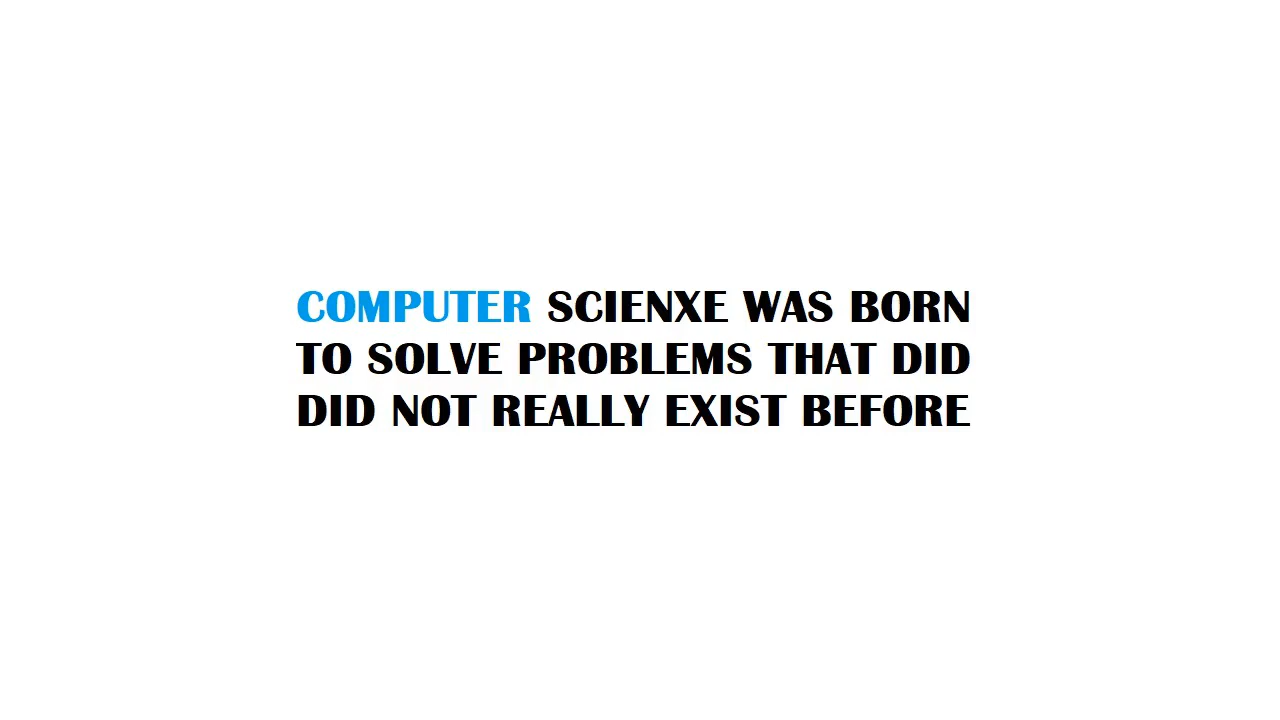 COMPUTER SCIENXE WAS BORN
TO SOLVE PROBLEMS THAT DID
DID NOT REALLY EXIST BEFORE